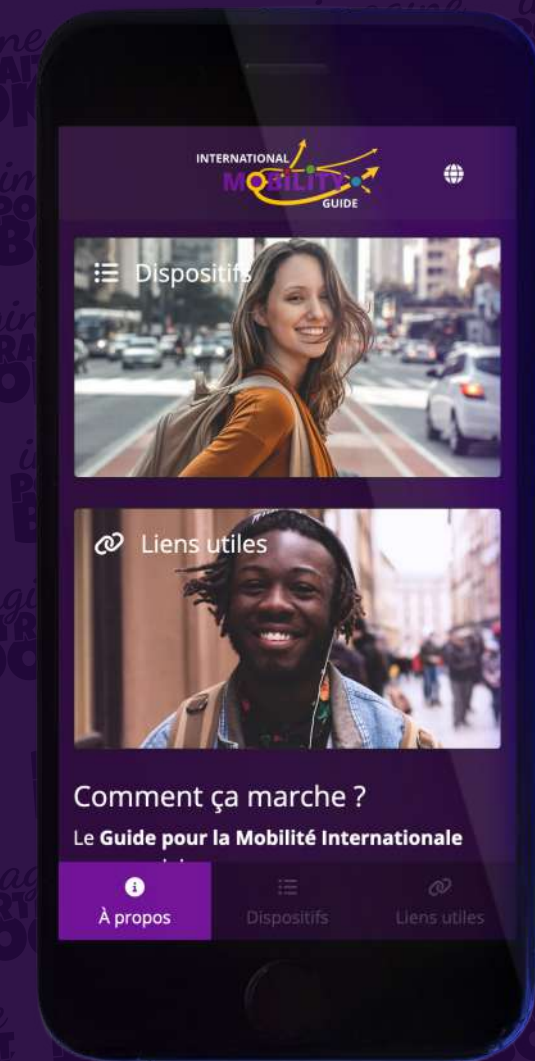 INTERNATIONAL
MOBILITY
GUIDE
Dispositifs
Liens utiles
Comment ça marche ?
Le Guide pour la Mobilité Internationale
À propos
Dispositifs
Liens utiles